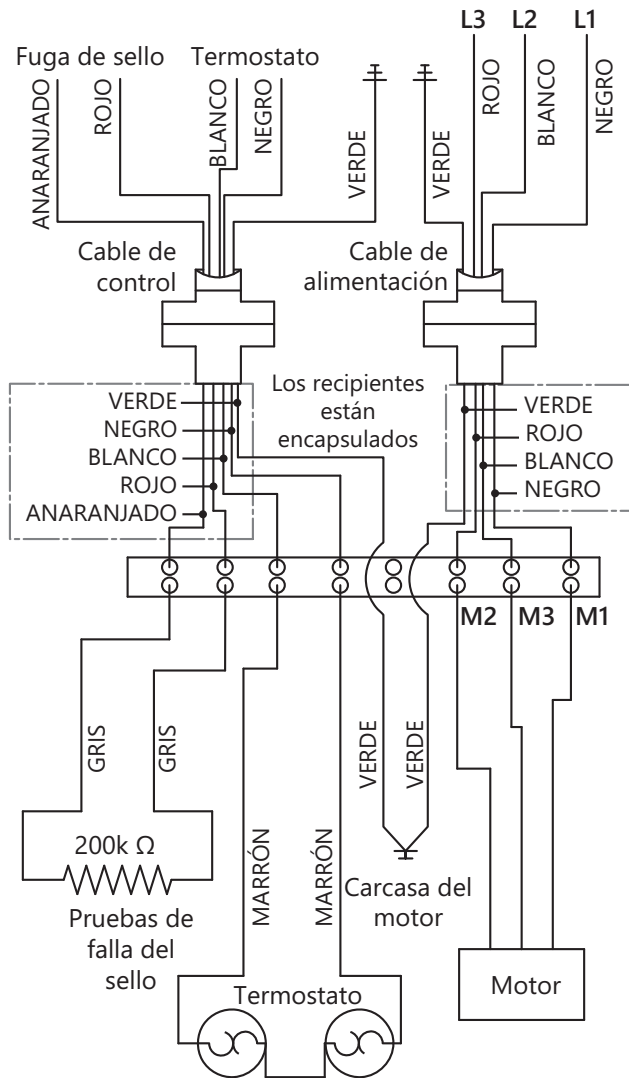 L3
L2
L1
Fuga de sello
Termostato
ANARANJADO
ROJO
BLANCO
NEGRO
VERDE
VERDE
ROJO
BLANCO
NEGRO
Cable de
control
Cable de
alimentación
Los recipientes
están
encapsulados
VERDE
NEGRO
BLANCO
ROJO
ANARANJADO
VERDE
ROJO
BLANCO
NEGRO
M2
M3
M1
GRIS
GRIS
VERDE
VERDE
MARRÓN
MARRÓN
200k Ω
Pruebas de
falla del
sello
Carcasa del
motor
Termostato
Motor